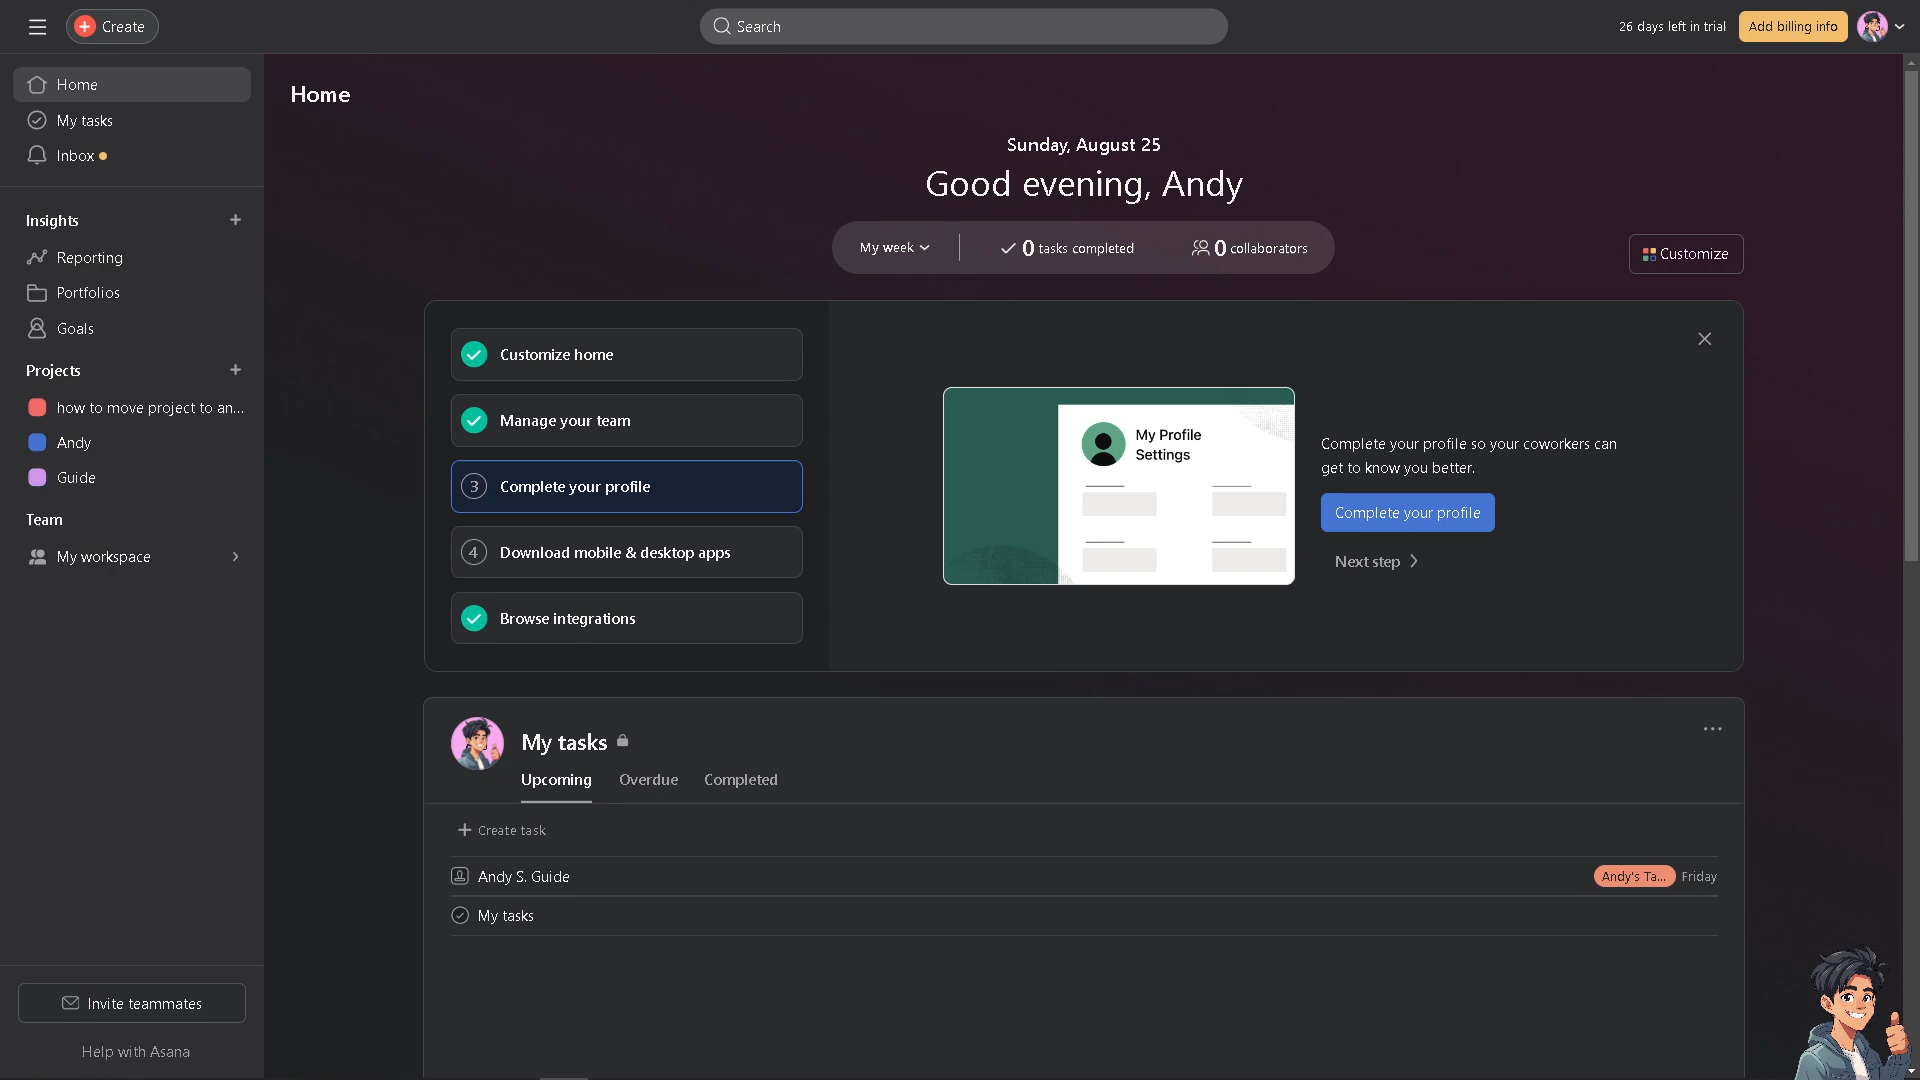 Create
Search
26 days left in trial
Add billing info
Home
My tasks
Inbox
Insights
Reporting
Portfolios
Goals
Projects
how to move project to an...
Andy
Guide
Team
My workspace
Invite teammates
Help with Asana
Home
Sunday, August 25
Good evening, Andy
My week
0 tasks completed
0 collaborators
Customize
Customize home
Manage your team
3 Complete your profile
4 Download mobile & desktop apps
Browse integrations
My Profile
Settings
Complete your profile so your coworkers can
get to know you better.
Complete your profile
Next step
My tasks
Upcoming
Overdue
Completed
Create task
Andy S. Guide
Andy's Ta...
Friday
My tasks